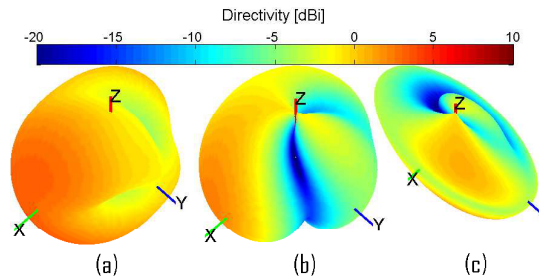 Directivity [dBi]
-20 -15 -10 -5 0 5 10
Z Z Z
X Y X Y X
(a) (b) (c)